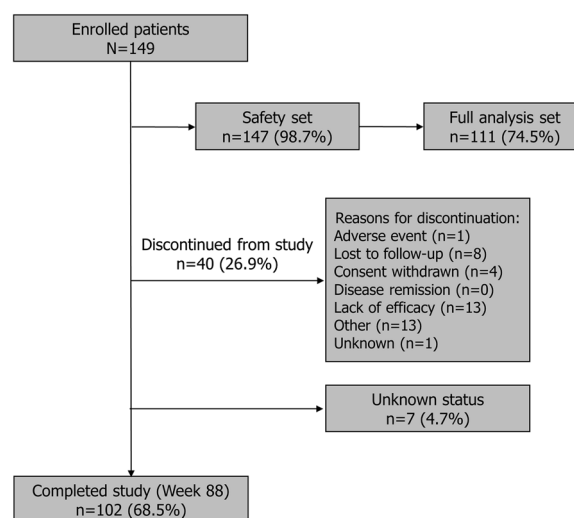 Enrolled patients
N=149
Safety set
n=147 (98.7%)
Full analysis set
n=111 (74.5%)
Discontinued from study
n=40 (26.9%)
Reasons for discontinuation:
Adverse event (n=1)
Lost to follow-up (n=8)
Consent withdrawn (n=4)
Disease remission (n=0)
Lack of efficacy (n=13)
Other (n=13)
Unknown (n=1)
Unknown status
n=7 (4.7%)
Completed study (Week 88)
n=102 (68.5%)